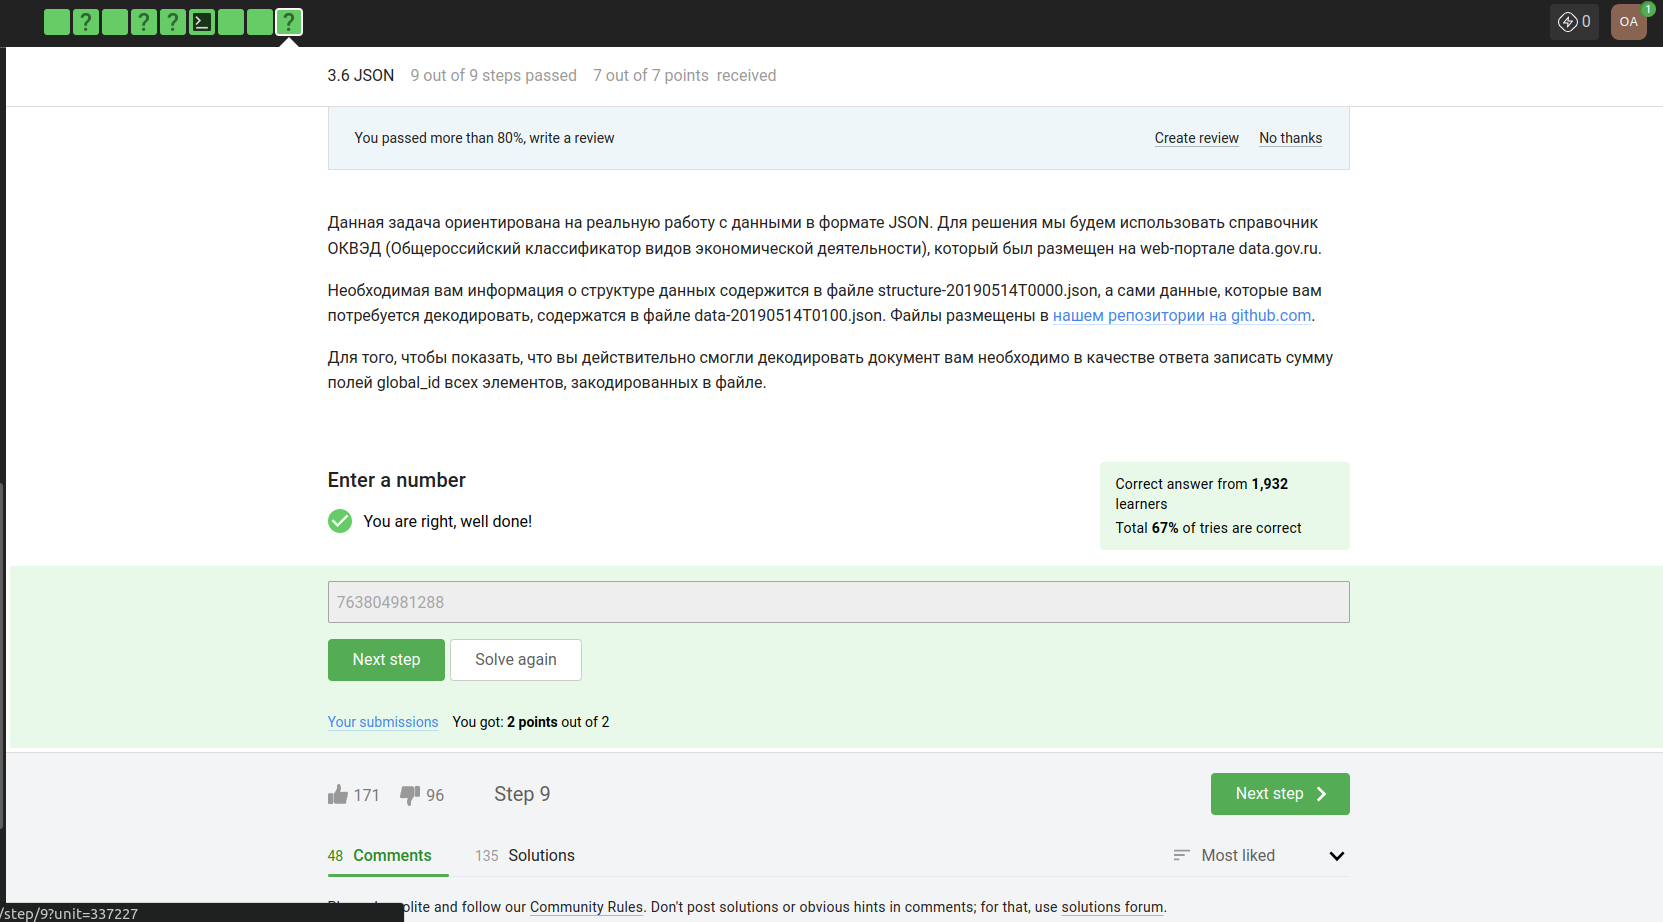 ? ? ? ?
0
OA
1
3.6 JSON 9 out of 9 steps passed 7 out of 7 points received
You passed more than 80%, write a review Create review No thanks
Данная задача ориентирована на реальную работу с данными в формате JSON. Для решения мы будем использовать справочник
ОКВЭД (Общероссийский классификатор видов экономической деятельности), который был размещен на web-портале data.gov.ru.
Необходимая вам информация о структуре данных содержится в файле structure-20190514T0000.json, а сами данные, которые вам
потребуется декодировать, содержатся в файле data-20190514T0100.json. Файлы размещены в нашем репозитории на github.com.
Для того, чтобы показать, что вы действительно смогли декодировать документ вам необходимо в качестве ответа записать сумму
полей global_id всех элементов, закодированных в файле.
Enter a number
You are right, well done!
Correct answer from 1,932
learners
Total 67% of tries are correct
763804981288
Next step Solve again
Your submissions You got: 2 points out of 2
171 96 Step 9 Next step
48 Comments 135 Solutions Most liked
olite and follow our Community Rules. Don't post solutions or obvious hints in comments; for that, use solutions forum.
/step/9?unit=337227